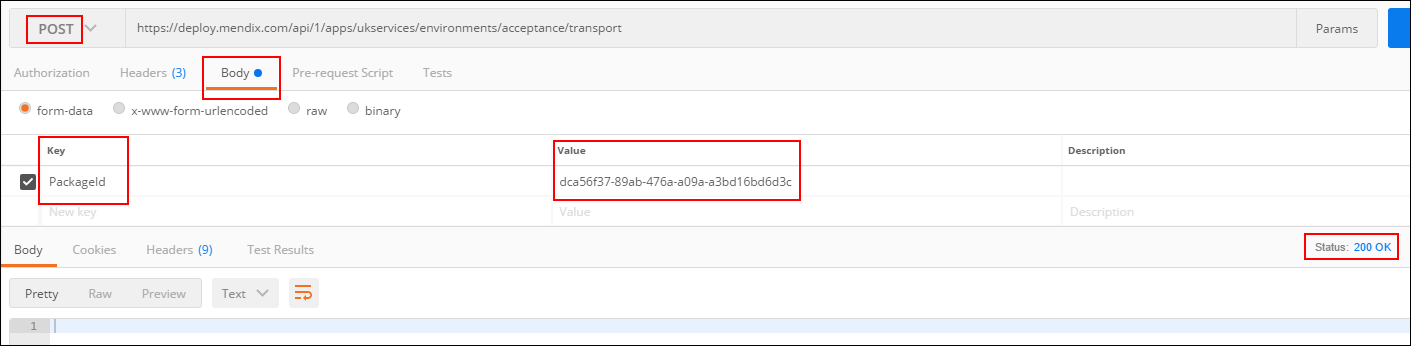 POST https://deploy.mendix.com/api/1/apps/ukservices/environments/acceptance/transport Params
Authorization Headers (3) Body Pre-request Script Tests
form-data x-www-form-urlencoded raw binary
Key Value Description
PackageId dca56f37-89ab-476a-a09a-a3bd16bd6d3c
New key Value Description
Body Cookies Headers (9) Test Results Status: 200 OK
Pretty Raw Preview Text
1